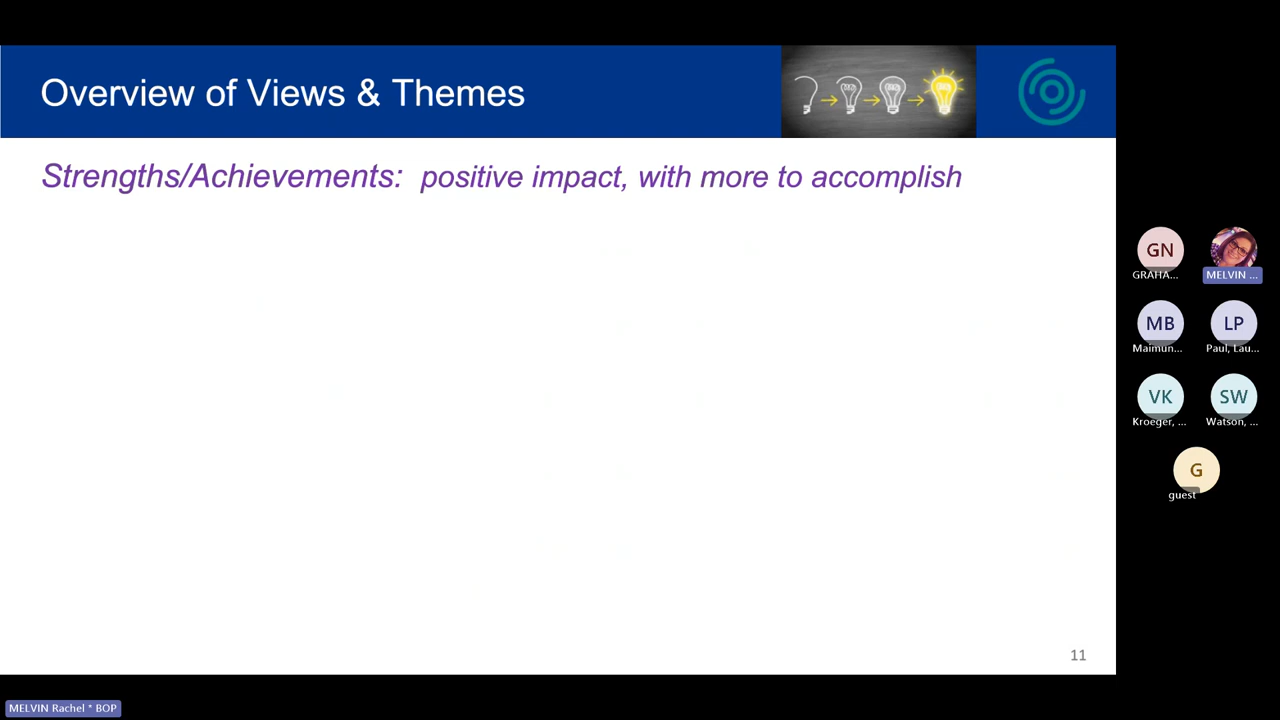 Overview of Views & Themes
Strengths/Achievements: positive impact, with more to accomplish
11
GN
GRAHA...
MELVIN ...
MB
Maimun...
LP
Paul, Lau...
VK
Kroeger, ...
SW
Watson, ...
G
guest
MELVIN Rachel * BOP